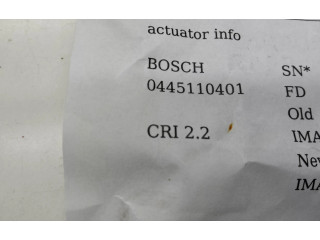 actuator info
BOSCH SN*
0445110401 FD
Old
CRI 2.2 IMA
New
IMA